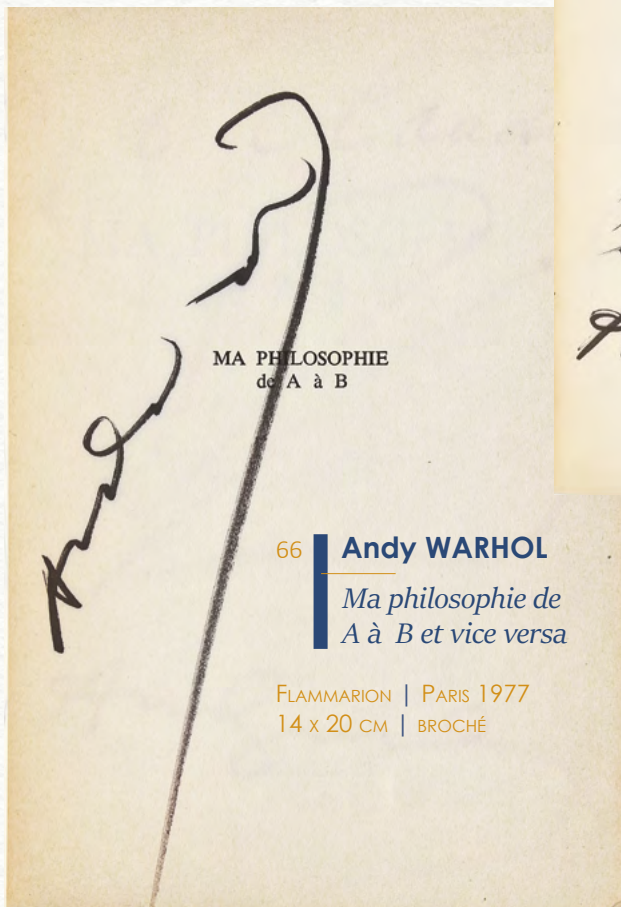 MA PHILOSOPHIE
de A à B
66
Andy WARHOL
Ma philosophie de
A à B et vice versa
FLAMMARION | PARIS 1977
14 X 20 CM | BROCHÉ